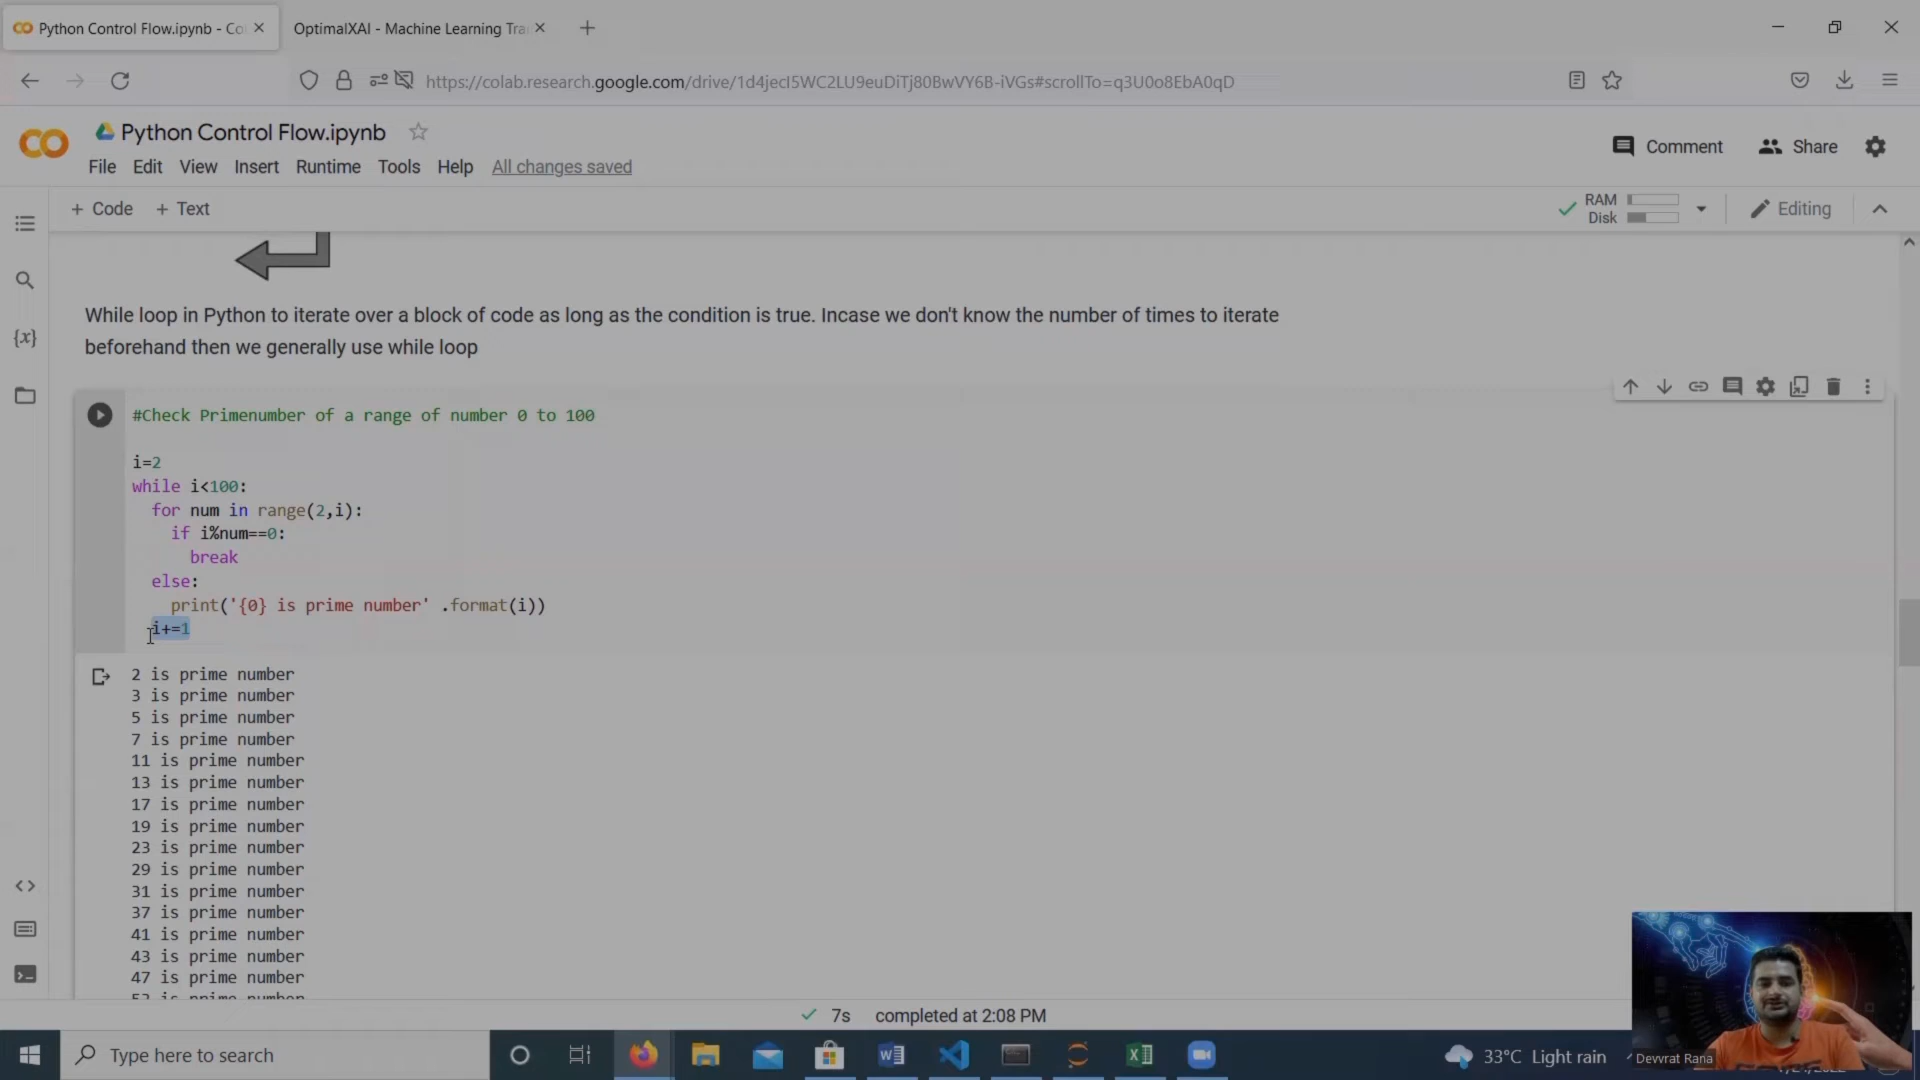 Python Control Flow.ipynb - Co
OptimalXAI - Machine Learning Tra
https://colab.research.google.com/drive/1d4jecI5WC2LU9euDiTj80BwVY6B-iVGs#scrollTo=q3U0o8EbA0qD
Python Control Flow.ipynb
Comment
Share
File Edit View Insert Runtime Tools Help All changes saved
+ Code + Text
RAM
Disk
Editing
While loop in Python to iterate over a block of code as long as the condition is true. Incase we don't know the number of times to iterate
beforehand then we generally use while loop
{x}
#Check Primenumber of a range of number 0 to 100
i=2
while i<100:
for num in range(2,i):
if i%num==0:
break
else:
print('{0} is prime number' .format(i))
i+=1
2 is prime number
3 is prime number
5 is prime number
7 is prime number
11 is prime number
13 is prime number
17 is prime number
19 is prime number
23 is prime number
29 is prime number
31 is prime number
37 is prime number
41 is prime number
43 is prime number
47 is prime number
7s completed at 2:08 PM
Type here to search
33°C Light rain
Devvrat Rana